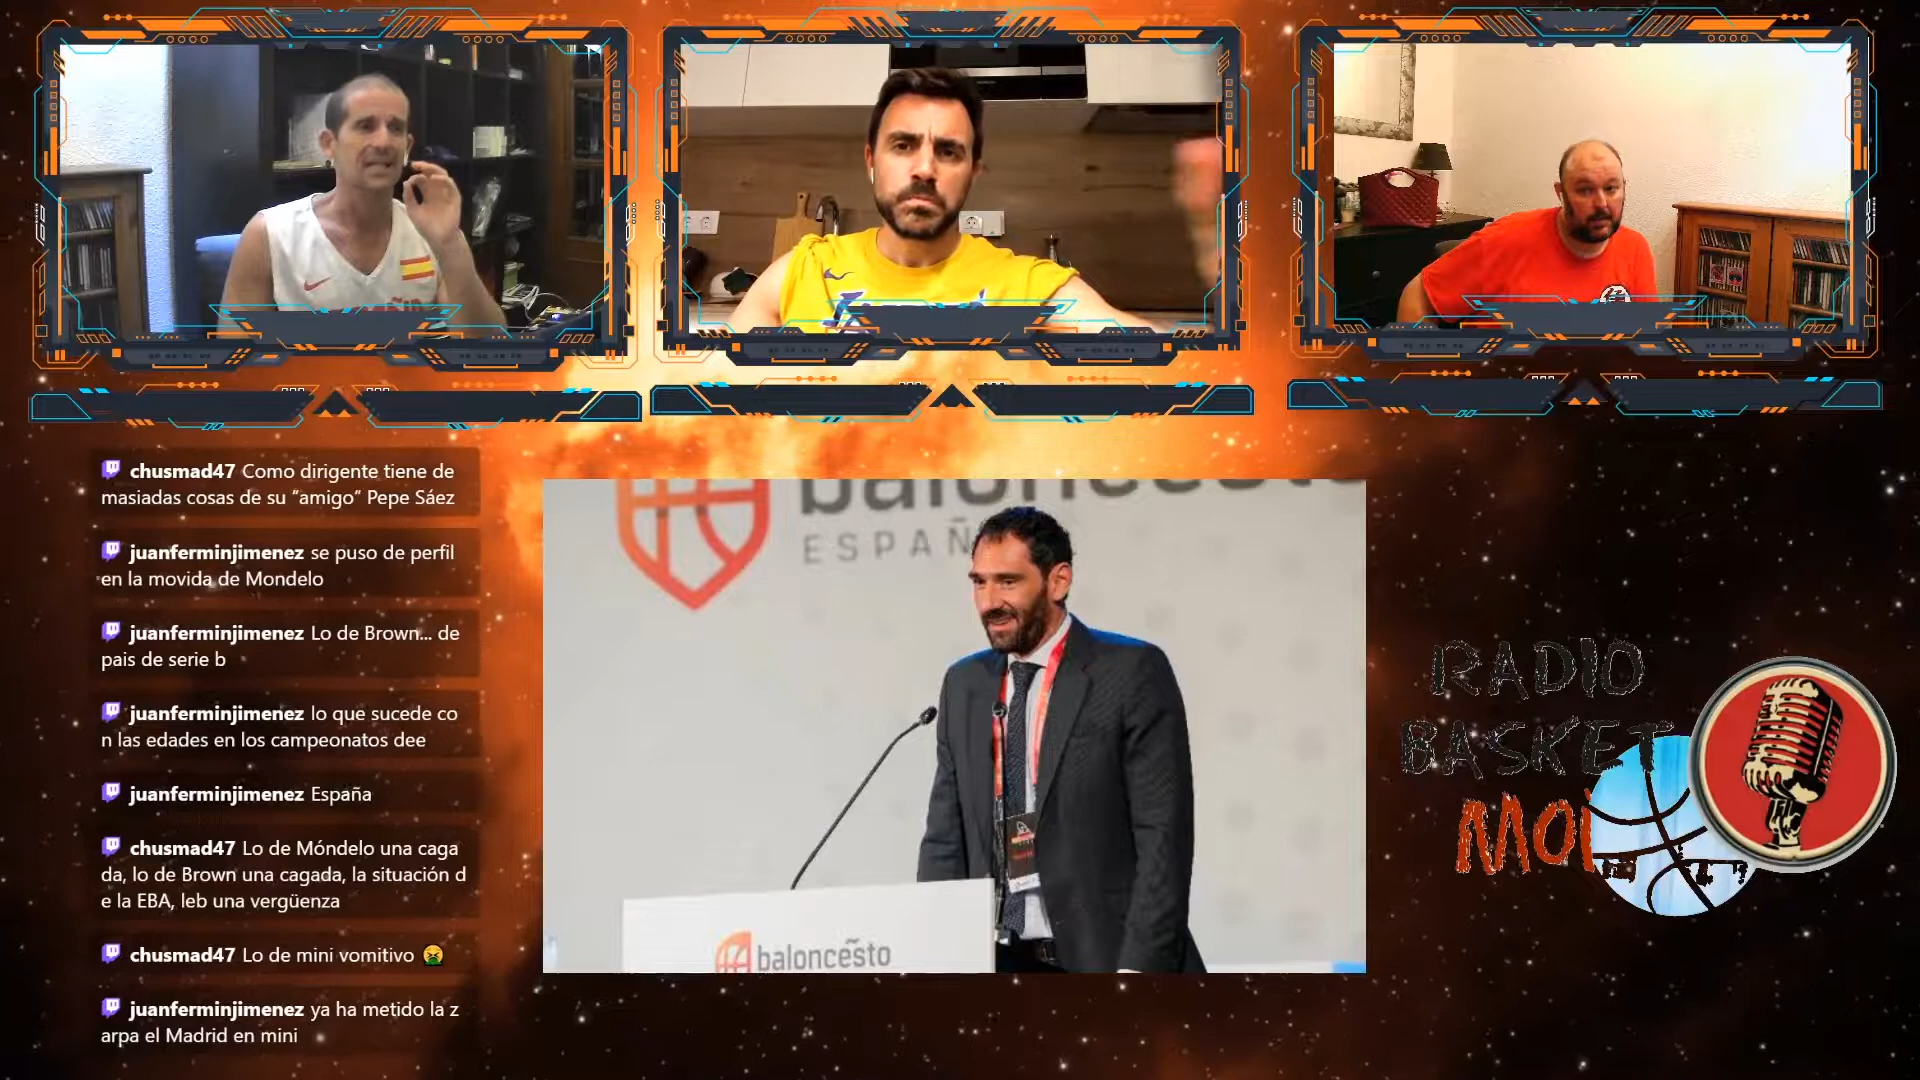 chusmad47 Como dirigente tiene de
masiadas cosas de su “amigo” Pepe Sáez
juanferminjimenez se puso de perfil
en la movida de Mondelo
juanferminjimenez Lo de Brown... de
pais de serie b
juanferminjimenez lo que sucede co
n las edades en los campeonatos dee
juanferminjimenez España
chusmad47 Lo de Móndelo una caga
da, lo de Brown una cagada, la situación d
e la EBA, leb una vergüenza
chusmad47 Lo de mini vomitivo 🤮
juanferminjimenez ya ha metido la z
arpa el Madrid en mini
baloncesto
ESPAÑ
baloncesto
RADIO
BASKET
MOI